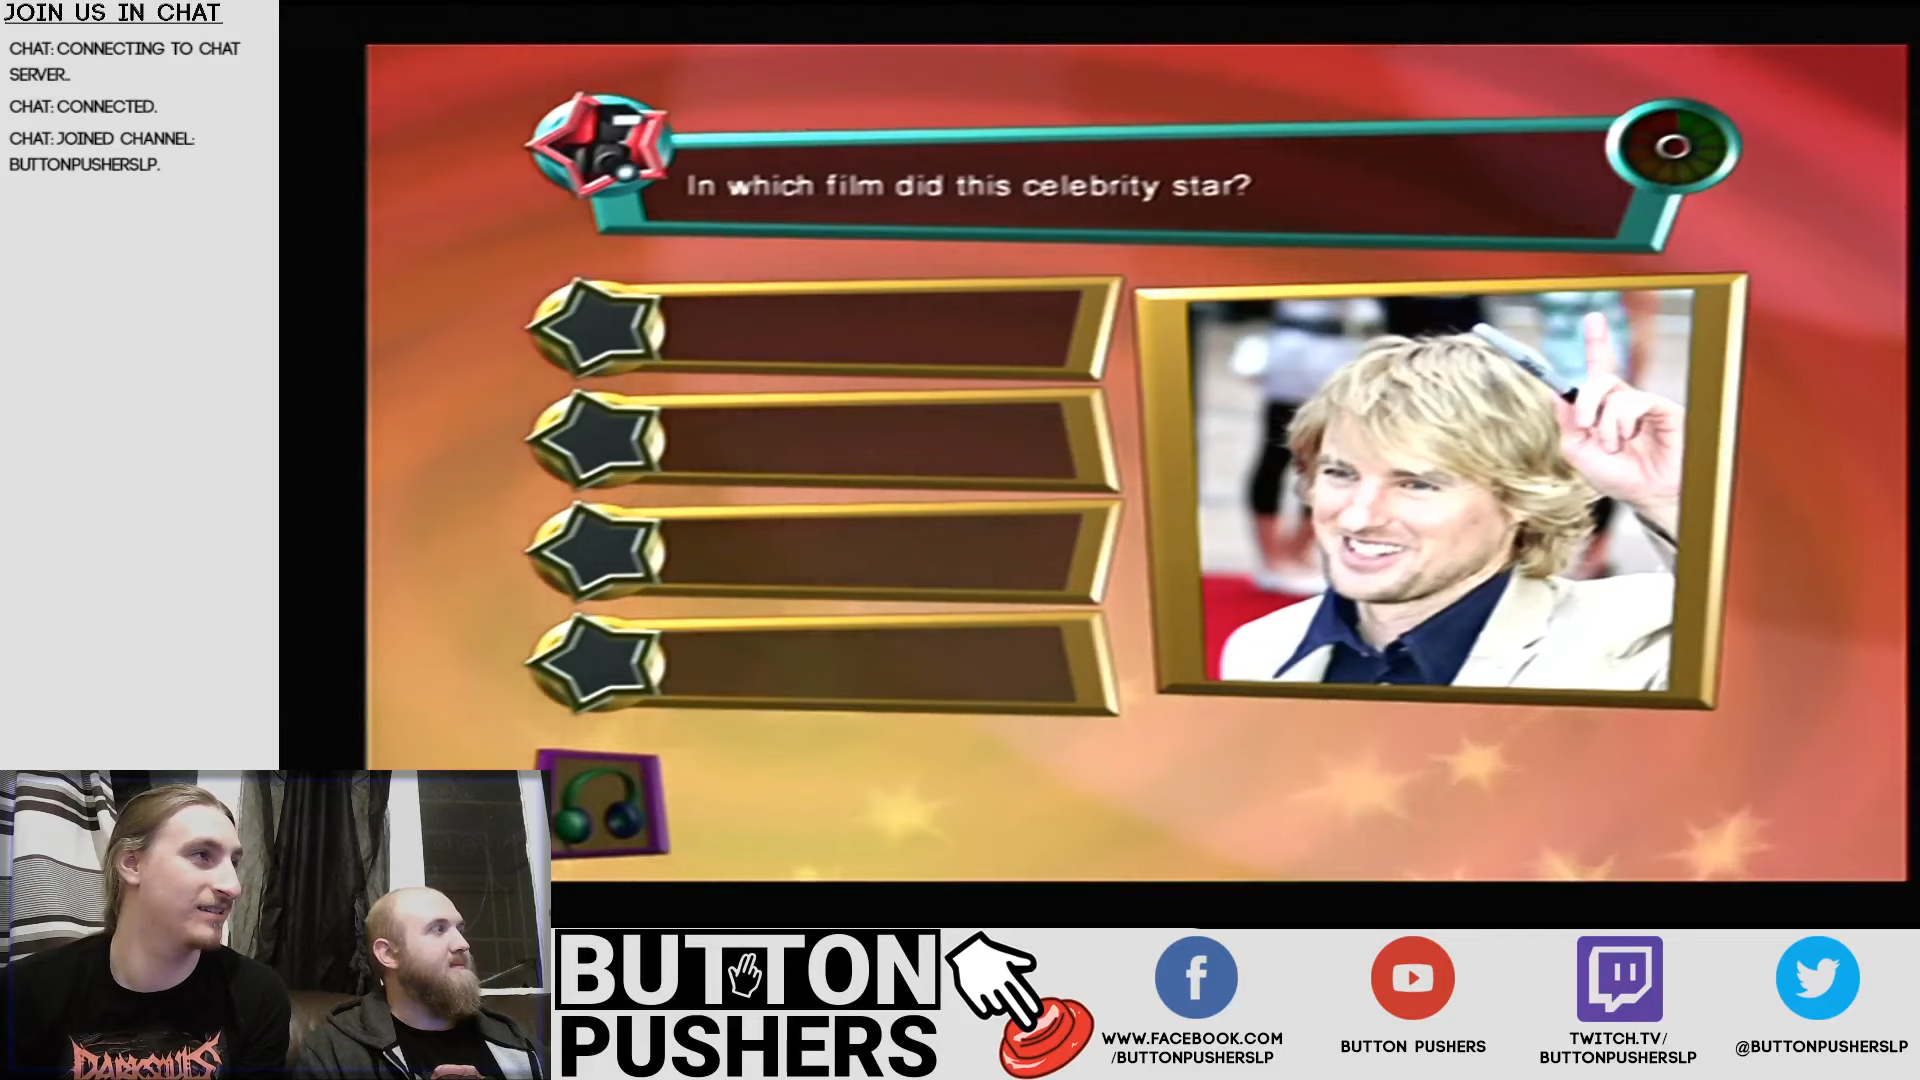 JOIN US IN CHAT
CHAT: CONNECTING TO CHAT
SERVER..
CHAT: CONNECTED.
CHAT: JOINED CHANNEL:
BUTTONPUSHERSLP.
In which film did this celebrity star?
DARKSOULS
BUTTON
PUSHERS
WWW.FACEBOOK.COM
/BUTTONPUSHERSLP
BUTTON PUSHERS
TWITCH.TV/
BUTTONPUSHERSLP
@BUTTONPUSHERSLP